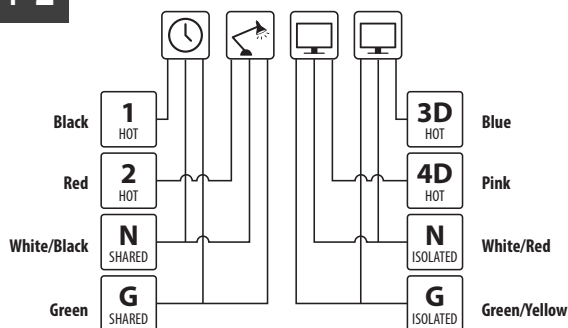 Black
1
HOT
Red
2
HOT
White/Black
N
SHARED
Green
G
SHARED
3D
HOT
Blue
4D
HOT
Pink
N
ISOLATED
White/Red
G
ISOLATED
Green/Yellow